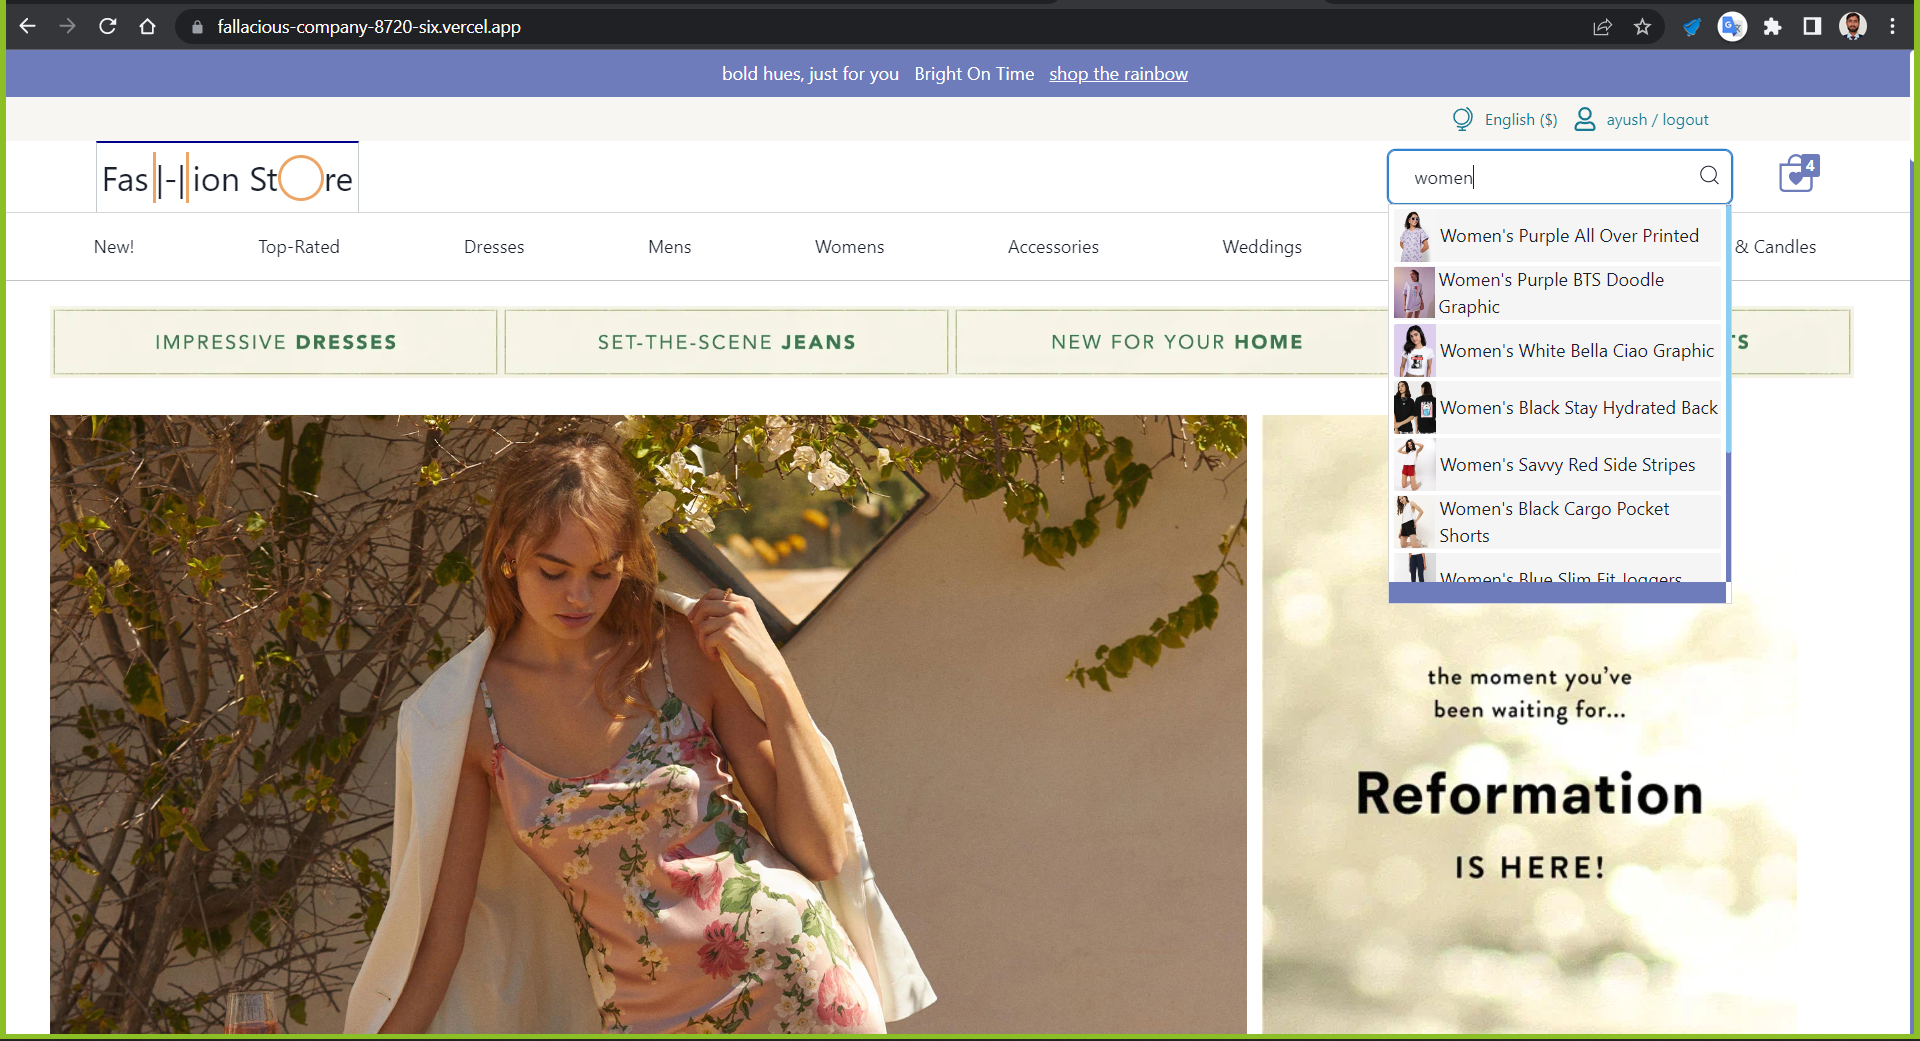 fallacious-company-8720-six.vercel.app
bold hues, just for you Bright On Time shop the rainbow
English ($) ayush / logout
Fas|-|ion StOre
women
4
New! Top-Rated Dresses Mens Womens Accessories Weddings & Candles
Women's Purple All Over Printed
Women's Purple BTS Doodle
Graphic
Women's White Bella Ciao Graphic
Women's Black Stay Hydrated Back
Women's Savvy Red Side Stripes
Women's Black Cargo Pocket
Shorts
Women's Blue Slim Fit Joggers
IMPRESSIVE DRESSES SET-THE-SCENE JEANS NEW FOR YOUR HOME
the moment you've
been waiting for...
Reformation
IS HERE!